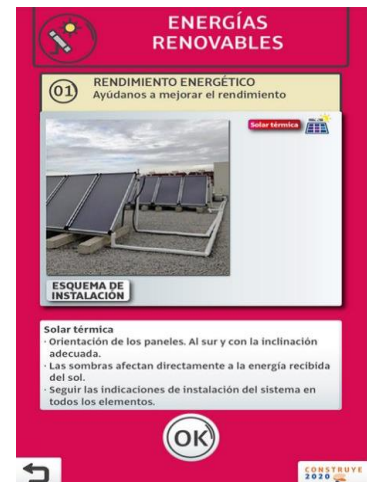 ENERGÍAS
RENOVABLES
01
RENDIMIENTO ENERGÉTICO
Ayúdanos a mejorar el rendimiento
Solar térmica
ESQUEMA DE
INSTALACIÓN
Solar térmica
· Orientación de los paneles. Al sur y con la inclinación
adecuada.
· Las sombras afectan directamente a la energía recibida
del sol.
· Seguir las indicaciones de instalación del sistema en
todos los elementos.
OK
CONSTRUYE
2020